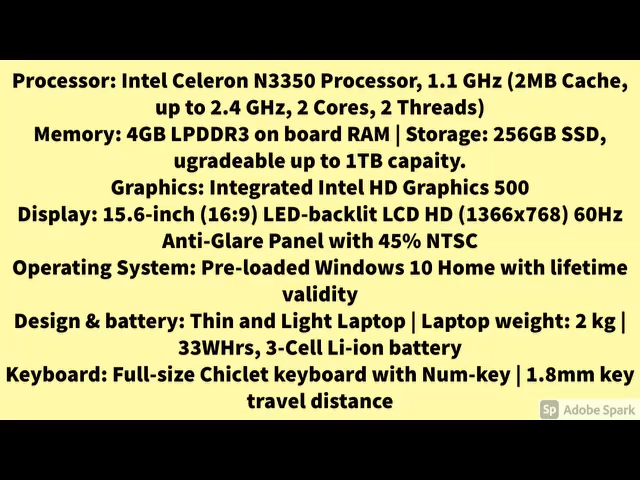 Processor: Intel Celeron N3350 Processor, 1.1 GHz (2MB Cache,
up to 2.4 GHz, 2 Cores, 2 Threads)
Memory: 4GB LPDDR3 on board RAM | Storage: 256GB SSD,
ugradeable up to 1TB capaity.
Graphics: Integrated Intel HD Graphics 500
Display: 15.6-inch (16:9) LED-backlit LCD HD (1366x768) 60Hz
Anti-Glare Panel with 45% NTSC
Operating System: Pre-loaded Windows 10 Home with lifetime
validity
Design & battery: Thin and Light Laptop | Laptop weight: 2 kg |
33WHrs, 3-Cell Li-ion battery
Keyboard: Full-size Chiclet keyboard with Num-key | 1.8mm key
travel distance
Sp Adobe Spark